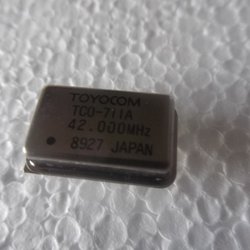 TOYOCOM
TCO-711A
42.000MHz
8927 JAPAN